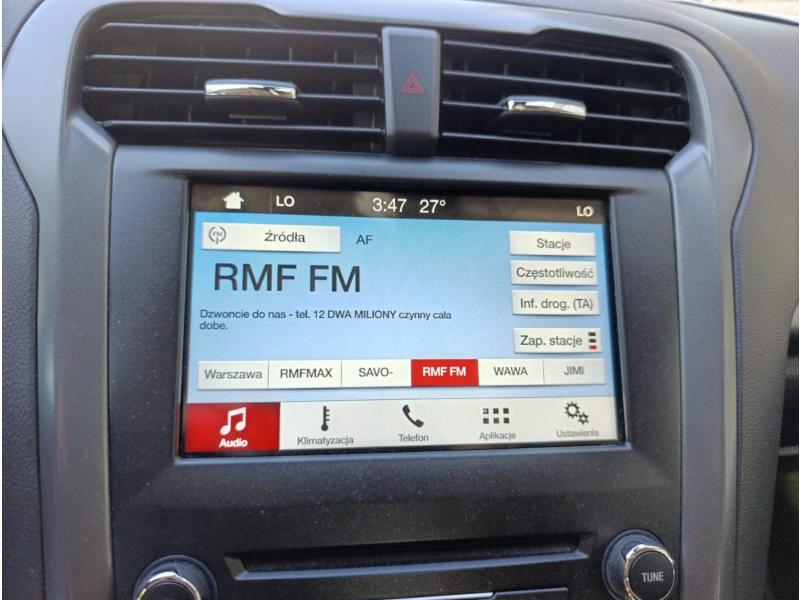 LO 3:47 27° LO
FM Źródła AF Stacje
RMF FM
Częstotliwość
Inf. drog. (TA)
Dzwoncie do nas - tel. 12 DWA MILIONY czynny cala
dobe.
Zap. stacje
Warszawa RMFMAX SAVO- RMF FM WAWA JIMI
Audio Klimatyzacja Telefon Aplikacje Ustawienia
TUNE